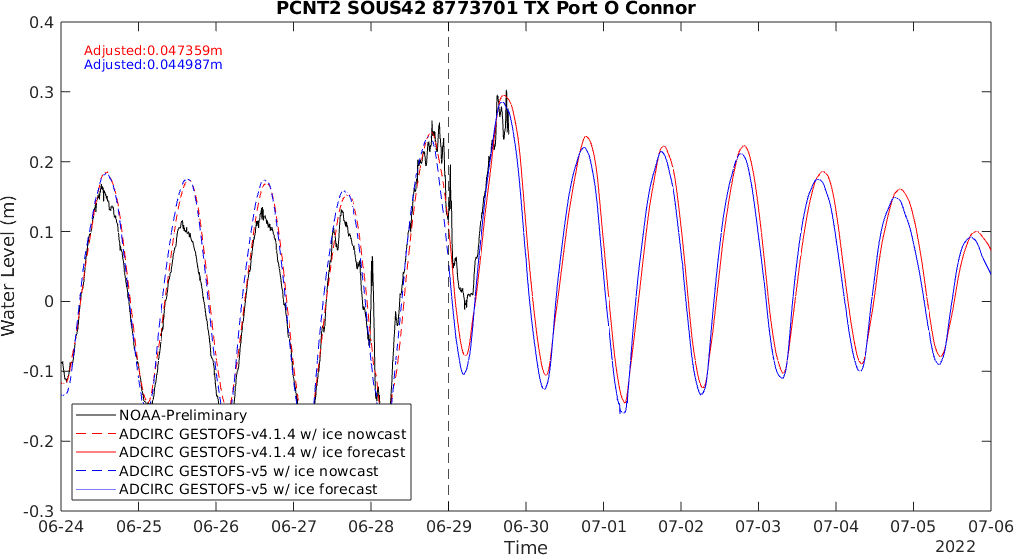 PCNT2 SOUS42 8773701 TX Port O Connor
Adjusted:0.047359m
Adjusted:0.044987m
0.4
0.3
0.2
0.1
0
-0.1
-0.2
-0.3
Water Level (m)
NOAA-Preliminary
ADCIRC GESTOFS-v4.1.4 w/ ice nowcast
ADCIRC GESTOFS-v4.1.4 w/ ice forecast
ADCIRC GESTOFS-v5 w/ ice nowcast
ADCIRC GESTOFS-v5 w/ ice forecast
06-24 06-25 06-26 06-27 06-28 06-29 06-30 07-01 07-02 07-03 07-04 07-05 07-06
Time
2022